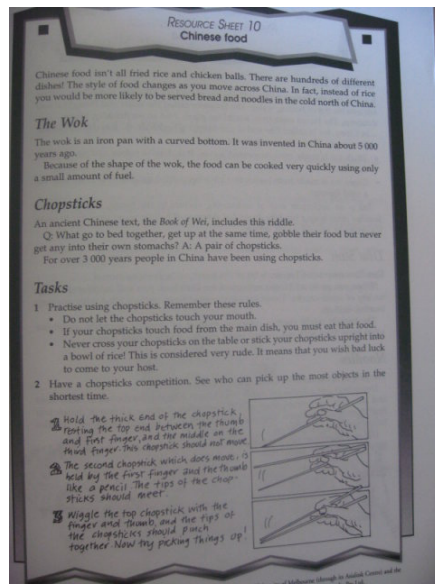 RESOURCE SHEET 10
Chinese food
Chinese food isn't all fried rice and chicken balls. There are hundreds of different
dishes! The style of food changes as you move across China. In fact, instead of rice
you would be more likely to be served bread and noodles in the cold north of China.
The Wok
The wok is an iron pan with a curved bottom. It was invented in China about 5 000
years ago.
Because of the shape of the wok, the food can be cooked very quickly using only
a small amount of fuel.
Chopsticks
An ancient Chinese text, the Book of Wei, includes this riddle.
Q: What go to bed together, get up at the same time, gobble their food but never
get any into their own stomachs? A: A pair of chopsticks.
For over 3 000 years people in China have been using chopsticks.
Tasks
1 Practise using chopsticks. Remember these rules.
• Do not let the chopsticks touch your mouth.
• If your chopsticks touch food from the main dish, you must eat that food.
• Never cross your chopsticks on the table or stick your chopsticks upright into
a bowl of rice! This is considered very rude. It means that you wish bad luck
to come to your host.
2 Have a chopsticks competition. See who can pick up the most objects in the
shortest time.
Hold the thick end of the chopstick,
resting the top end between the thumb
and first finger, and the middle on the
third finger. This chopstick should not move.
The second chopstick, which does move, is
held by the first finger and the thumb
like a pencil. The tips of the chop-
sticks should meet.
3 Wiggle the top chopstick with the
finger and thumb, and the tips of
the chopsticks should pinch
together. Now try picking things up!
of Melbourne